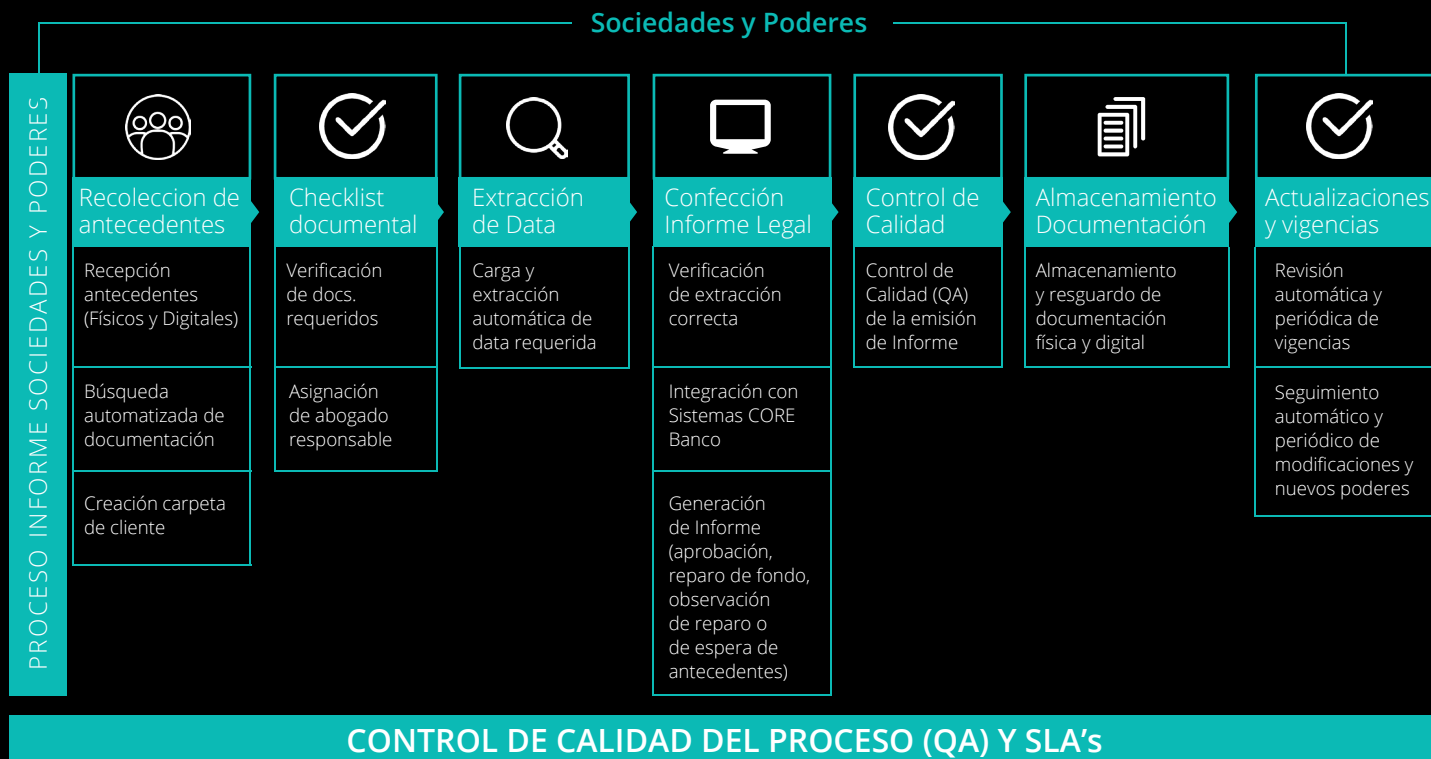 Sociedades y Poderes
PROCESO INFORME SOCIEDADES Y PODERES
Recoleccion de
antecedentes
Recepción
antecedentes
(Físicos y Digitales)
Búsqueda
automatizada de
documentación
Creación carpeta
de cliente
Checklist
documental
Verificación
de docs.
requeridos
Asignación
de abogado
responsable
Extracción
de Data
Carga y
extracción
automática de
data requerida
Confección
Informe Legal
Verificación
de extracción
correcta
Integración con
Sistemas CORE
Banco
Generación
de Informe
(aprobación,
reparo de fondo,
observación
de reparo o
de espera de
antecedentes)
Control de
Calidad
Control de
Calidad (QA)
de la emisión
de Informe
Almacenamiento
Documentación
Almacenamiento
y resguardo de
documentación
física y digital
Actualizaciones
y vigencias
Revisión
automática y
periódica de
vigencias
Seguimiento
automático y
periódico de
modificaciones y
nuevos poderes
CONTROL DE CALIDAD DEL PROCESO (QA) Y SLA's